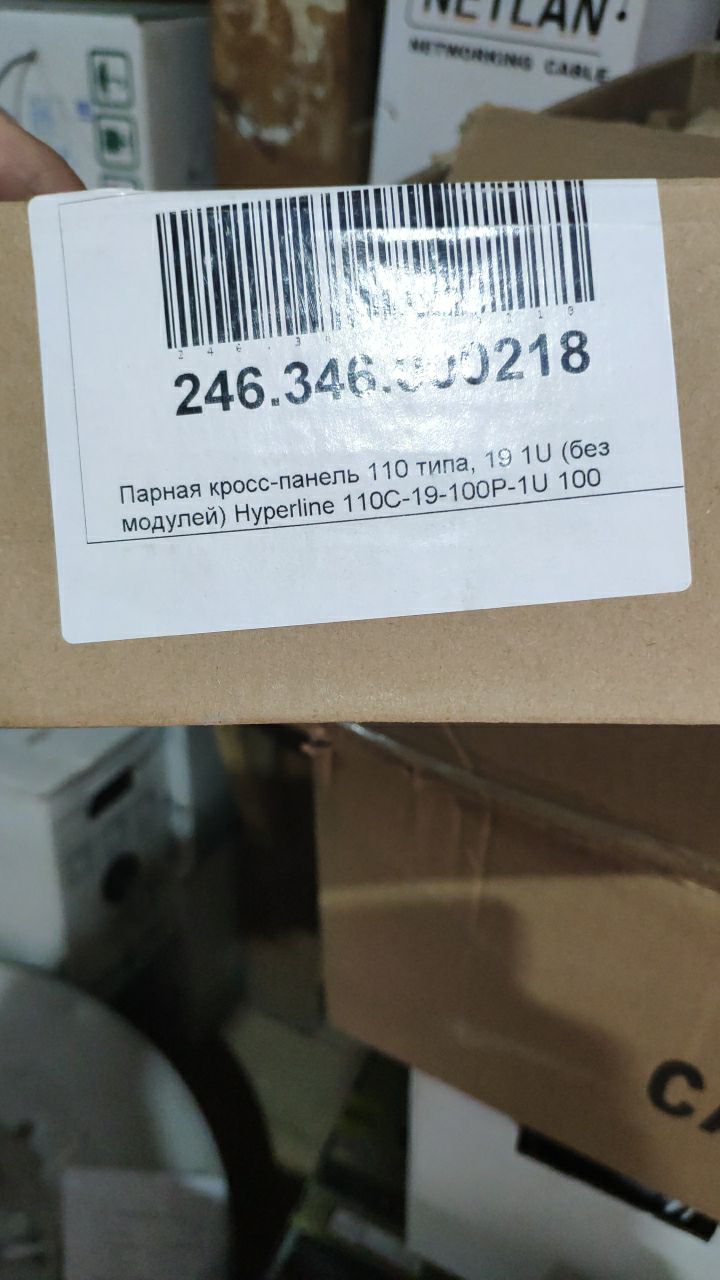 NETLAN
NETWORKING CABLE
246.346.300218
Парная кросс-панель 110 типа, 19 1U (без
модулей) Hyperline 110C-19-100P-1U 100